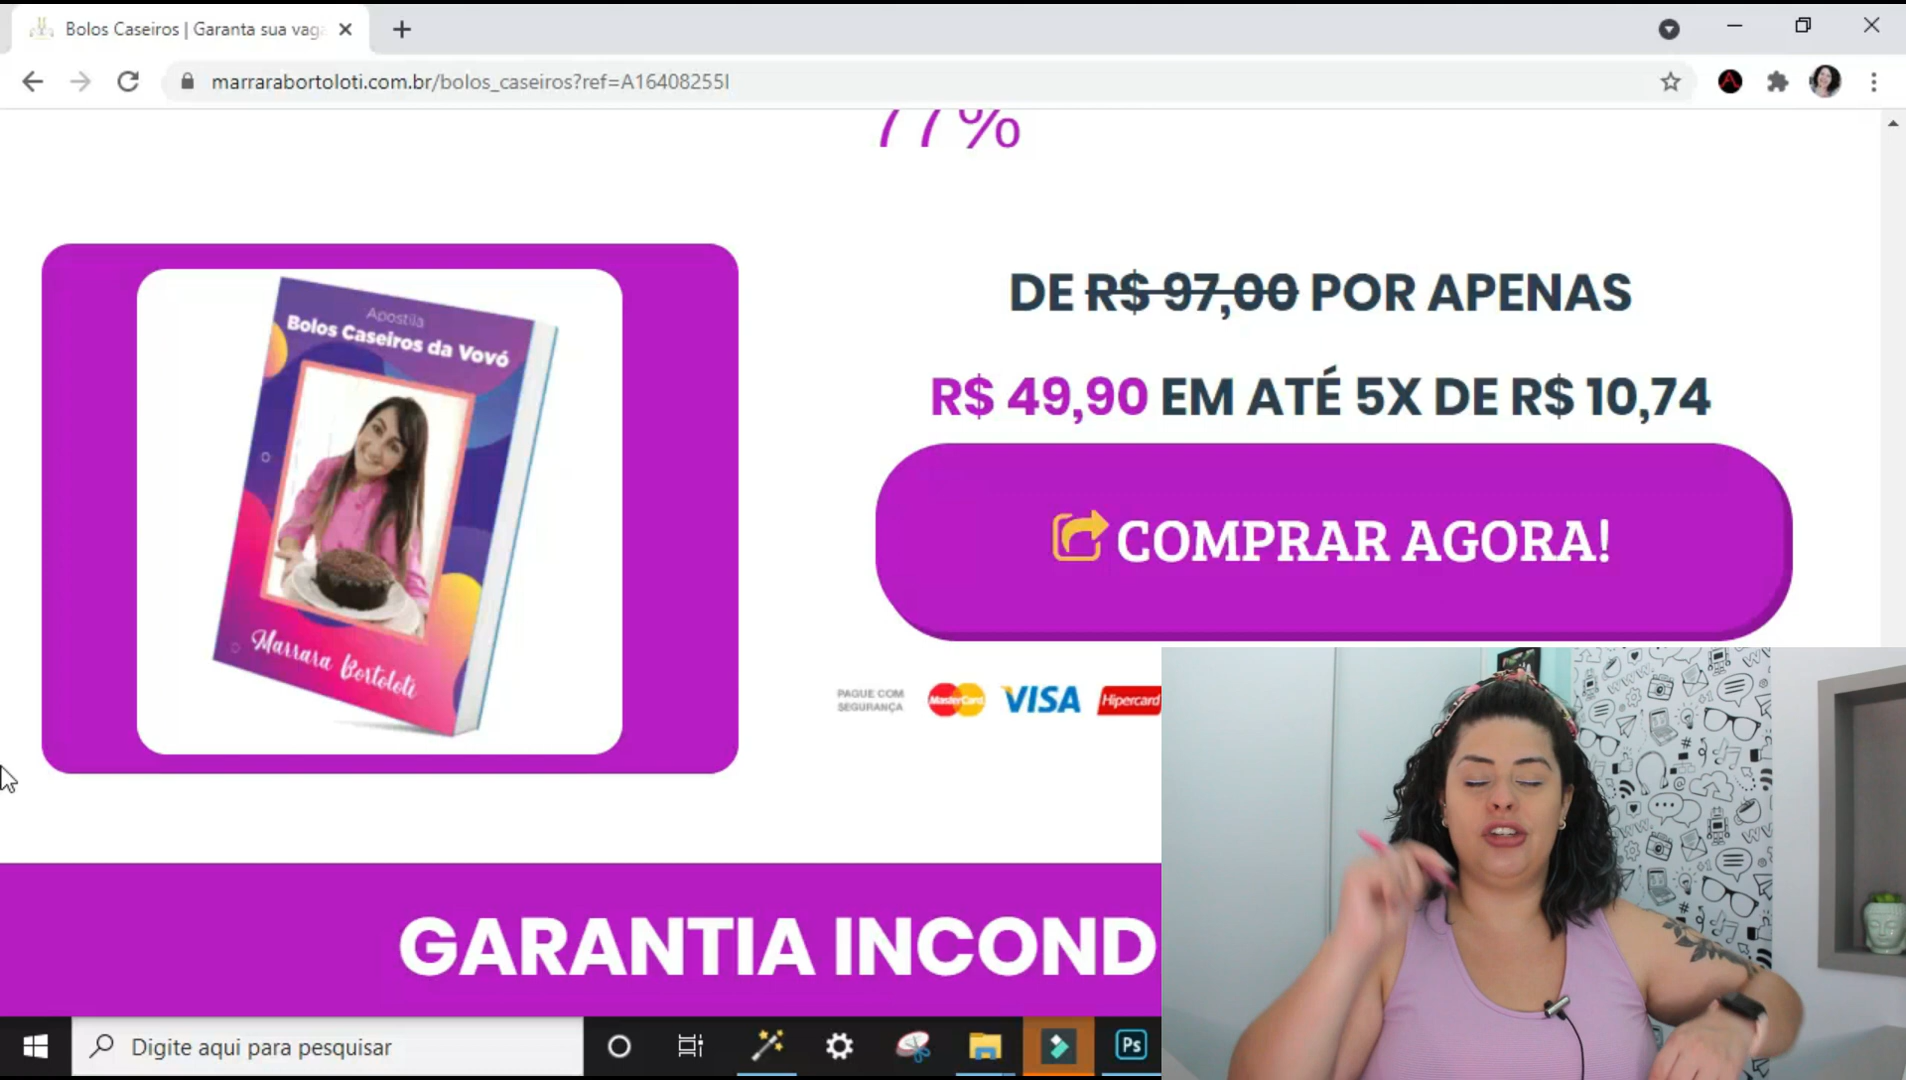 Bolos Caseiros | Garanta sua vaga
marrarabortoloti.com.br/bolos_caseiros?ref=A16408255I
77%
Apostila
Bolos Caseiros da Vovó
Marrara Bortoloti
DE R$ 97,00 POR APENAS
R$ 49,90 EM ATÉ 5X DE R$ 10,74
COMPRAR AGORA!
PAGUE COM
SEGURANÇA
MasterCard
VISA
Hipercard
GARANTIA INCOND
Digite aqui para pesquisar
Ps